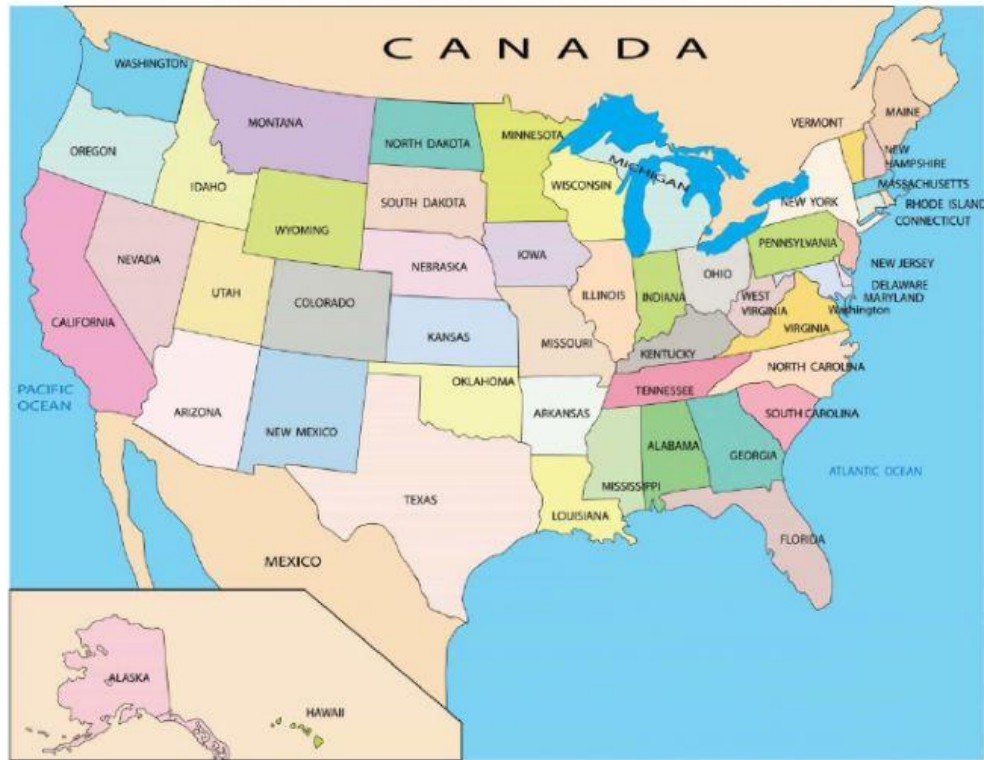 CANADA
WASHINGTON
MONTANA
NORTH DAKOTA
MINNESOTA
VERMONT
MAINE
OREGON
IDAHO
MICHIGAN
NEW
HAMPSHIRE
WISCONSIN
MASSACHUSETTS
SOUTH DAKOTA
NEW YORK
RHODE ISLAND
CONNECTICUT
WYOMING
PENNSYLVANIA
NEVADA
NEBRASKA
IOWA
NEW JERSEY
OHIO
UTAH
COLORADO
ILLINOIS
INDIANA
WEST
VIRGINIA
DELAWARE
MARYLAND
Washington
CALIFORNIA
KANSAS
MISSOURI
VIRGINIA
KENTUCKY
NORTH CAROLINA
PACIFIC
OCEAN
OKLAHOMA
TENNESSEE
ARIZONA
NEW MEXICO
ARKANSAS
SOUTH CAROLINA
ALABAMA
GEORGIA
ATLANTIC OCEAN
TEXAS
MISSISSIPPI
LOUISIANA
FLORIDA
MEXICO
ALASKA
HAWAII